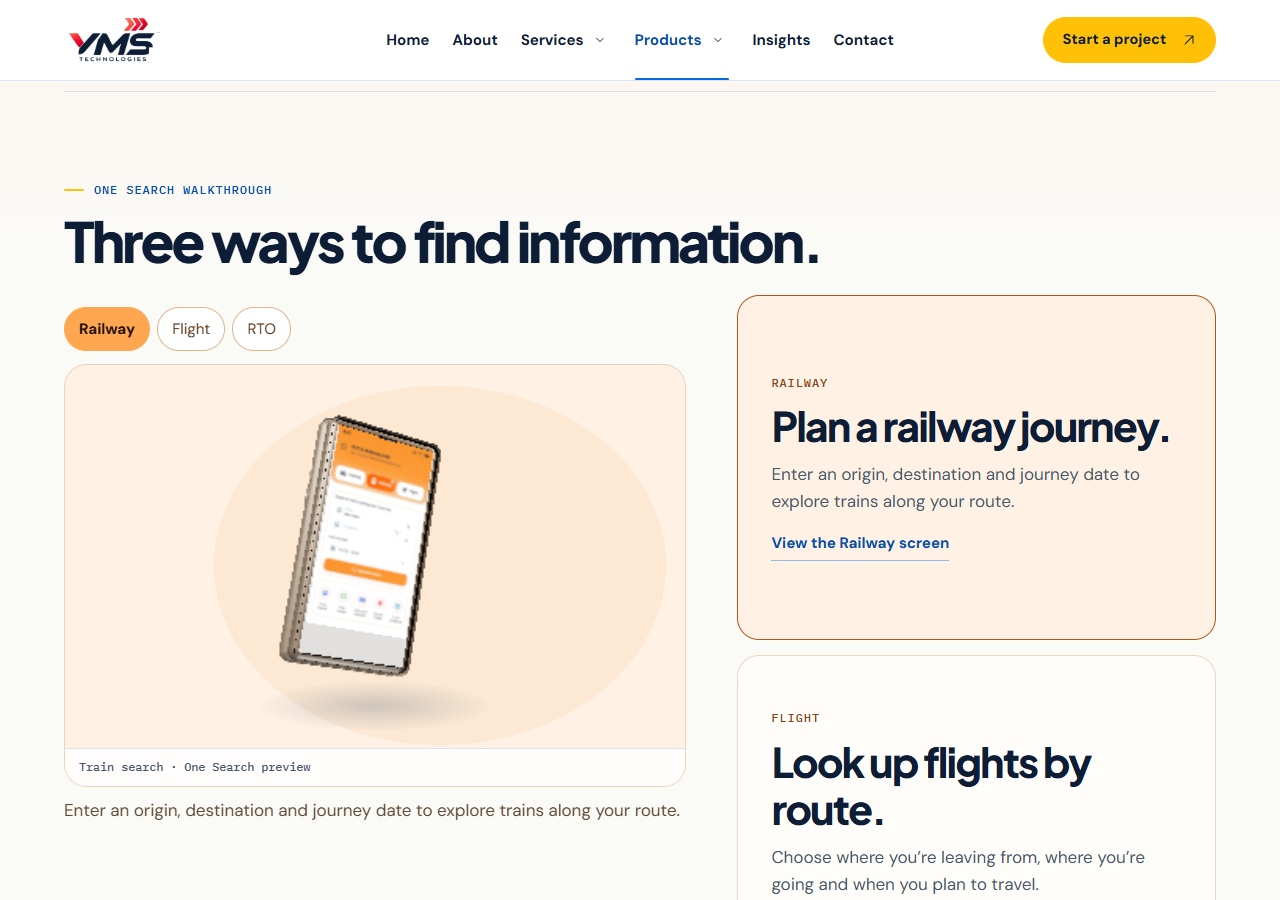 YMS
TECHNOLOGIES
Home
About
Services
Products
Insights
Contact
Start a project
ONE SEARCH WALKTHROUGH
Three ways to find information.
Railway
Flight
RTO
Train search · One Search preview
Enter an origin, destination and journey date to explore trains along your route.
RAILWAY
Plan a railway journey.
Enter an origin, destination and journey date to
explore trains along your route.
View the Railway screen
FLIGHT
Look up flights by
route.
Choose where you’re leaving from, where you’re
going and when you plan to travel.